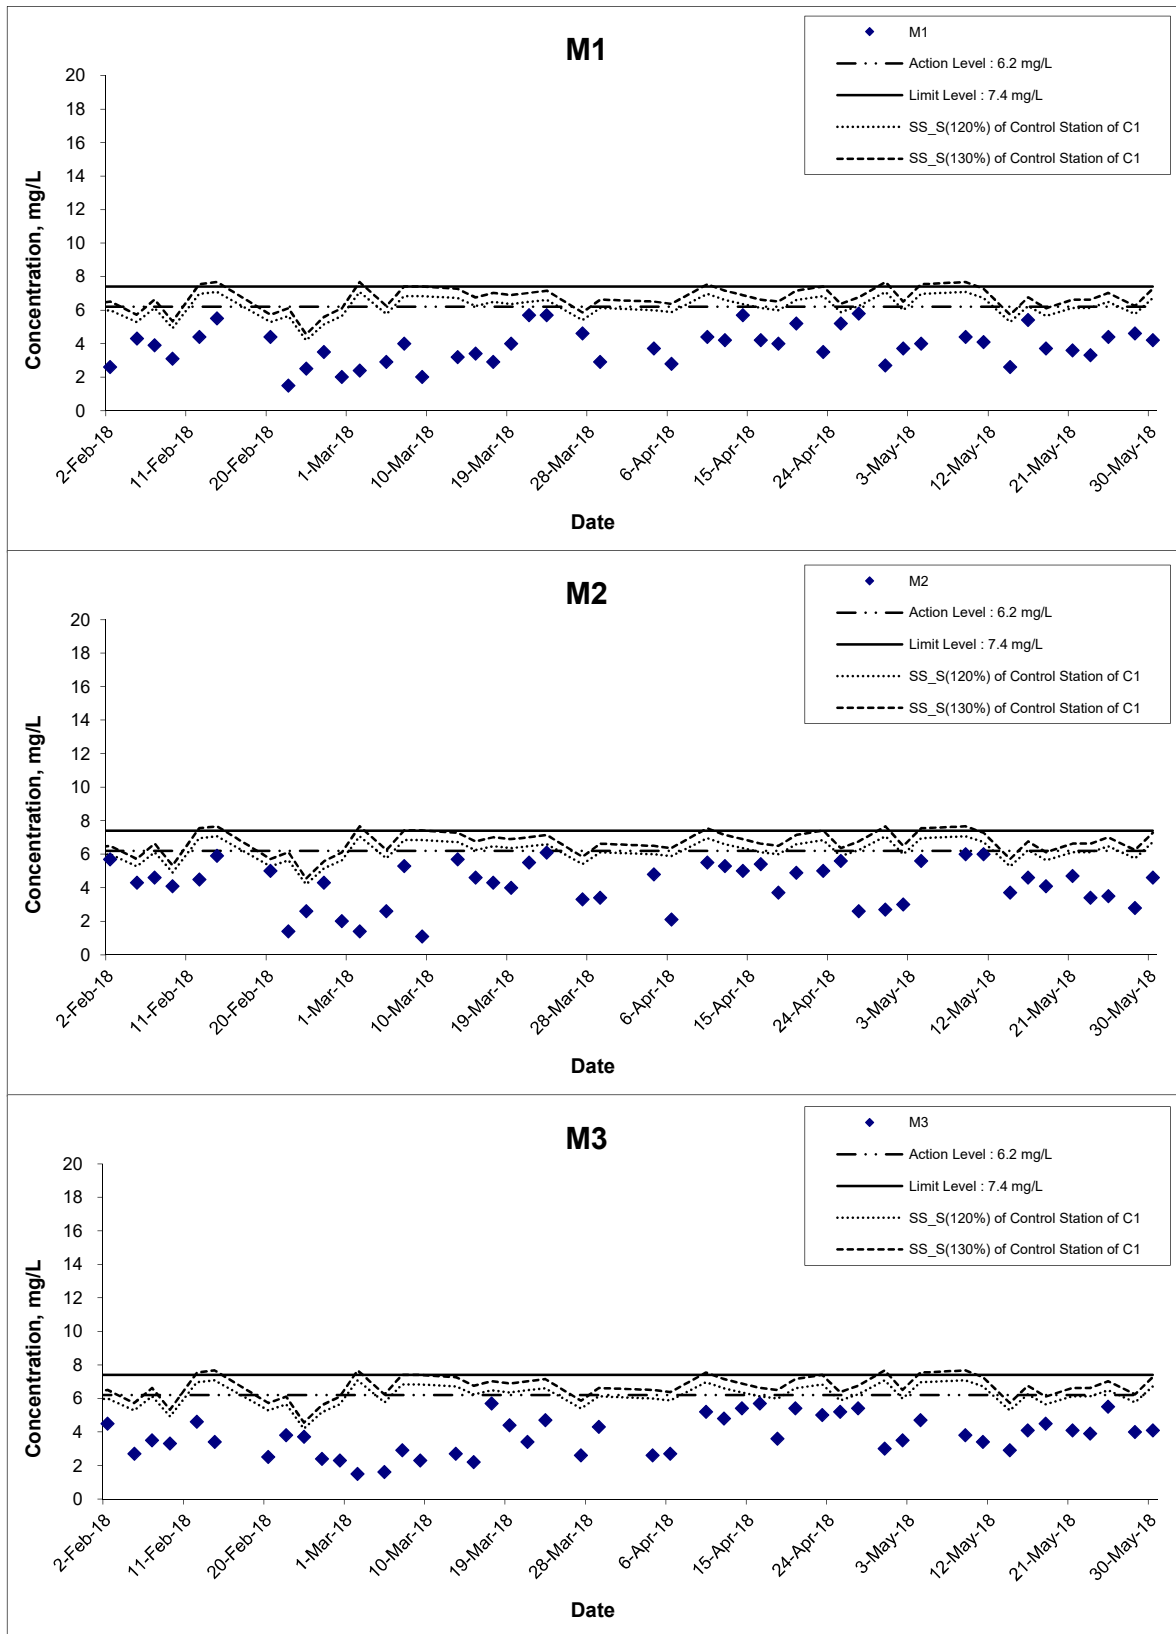 M1
M1
Action Level : 6.2 mg/L
Limit Level : 7.4 mg/L
SS_S(120%) of Control Station of C1
SS_S(130%) of Control Station of C1
Concentration, mg/L
20
18
16
14
12
10
8
6
4
2
0
2-Feb-18
11-Feb-18
20-Feb-18
1-Mar-18
10-Mar-18
19-Mar-18
28-Mar-18
6-Apr-18
15-Apr-18
24-Apr-18
3-May-18
12-May-18
21-May-18
30-May-18
Date
M2
M2
Action Level : 6.2 mg/L
Limit Level : 7.4 mg/L
SS_S(120%) of Control Station of C1
SS_S(130%) of Control Station of C1
Concentration, mg/L
20
18
16
14
12
10
8
6
4
2
0
2-Feb-18
11-Feb-18
20-Feb-18
1-Mar-18
10-Mar-18
19-Mar-18
28-Mar-18
6-Apr-18
15-Apr-18
24-Apr-18
3-May-18
12-May-18
21-May-18
30-May-18
Date
M3
M3
Action Level : 6.2 mg/L
Limit Level : 7.4 mg/L
SS_S(120%) of Control Station of C1
SS_S(130%) of Control Station of C1
Concentration, mg/L
20
18
16
14
12
10
8
6
4
2
0
2-Feb-18
11-Feb-18
20-Feb-18
1-Mar-18
10-Mar-18
19-Mar-18
28-Mar-18
6-Apr-18
15-Apr-18
24-Apr-18
3-May-18
12-May-18
21-May-18
30-May-18
Date